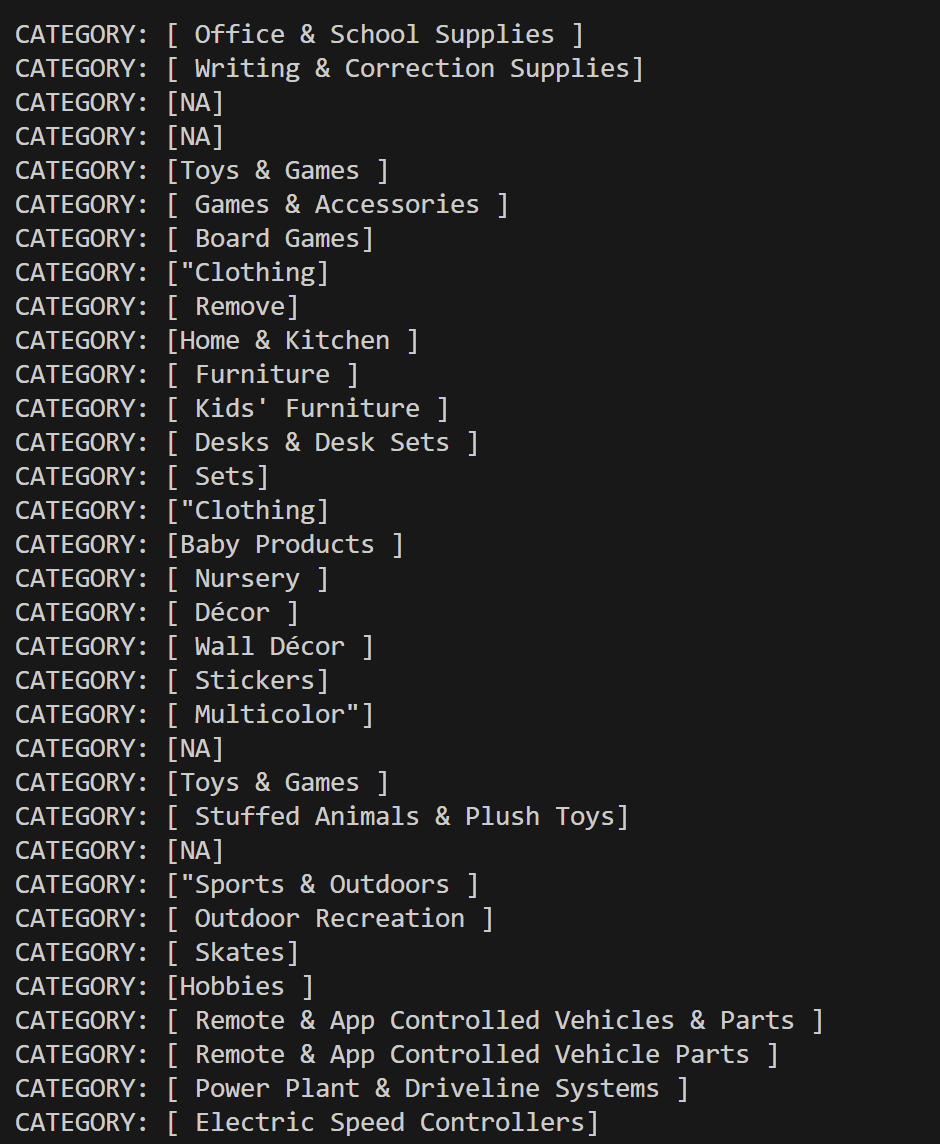 CATEGORY: [ Office & School Supplies ]
CATEGORY: [ Writing & Correction Supplies]
CATEGORY: [NA]
CATEGORY: [NA]
CATEGORY: [Toys & Games ]
CATEGORY: [ Games & Accessories ]
CATEGORY: [ Board Games]
CATEGORY: ["Clothing]
CATEGORY: [ Remove]
CATEGORY: [Home & Kitchen ]
CATEGORY: [ Furniture ]
CATEGORY: [ Kids' Furniture ]
CATEGORY: [ Desks & Desk Sets ]
CATEGORY: [ Sets]
CATEGORY: ["Clothing]
CATEGORY: [Baby Products ]
CATEGORY: [ Nursery ]
CATEGORY: [ Décor ]
CATEGORY: [ Wall Décor ]
CATEGORY: [ Stickers]
CATEGORY: [ Multicolor"]
CATEGORY: [NA]
CATEGORY: [Toys & Games ]
CATEGORY: [ Stuffed Animals & Plush Toys]
CATEGORY: [NA]
CATEGORY: ["Sports & Outdoors ]
CATEGORY: [ Outdoor Recreation ]
CATEGORY: [ Skates]
CATEGORY: [Hobbies ]
CATEGORY: [ Remote & App Controlled Vehicles & Parts ]
CATEGORY: [ Remote & App Controlled Vehicle Parts ]
CATEGORY: [ Power Plant & Driveline Systems ]
CATEGORY: [ Electric Speed Controllers]